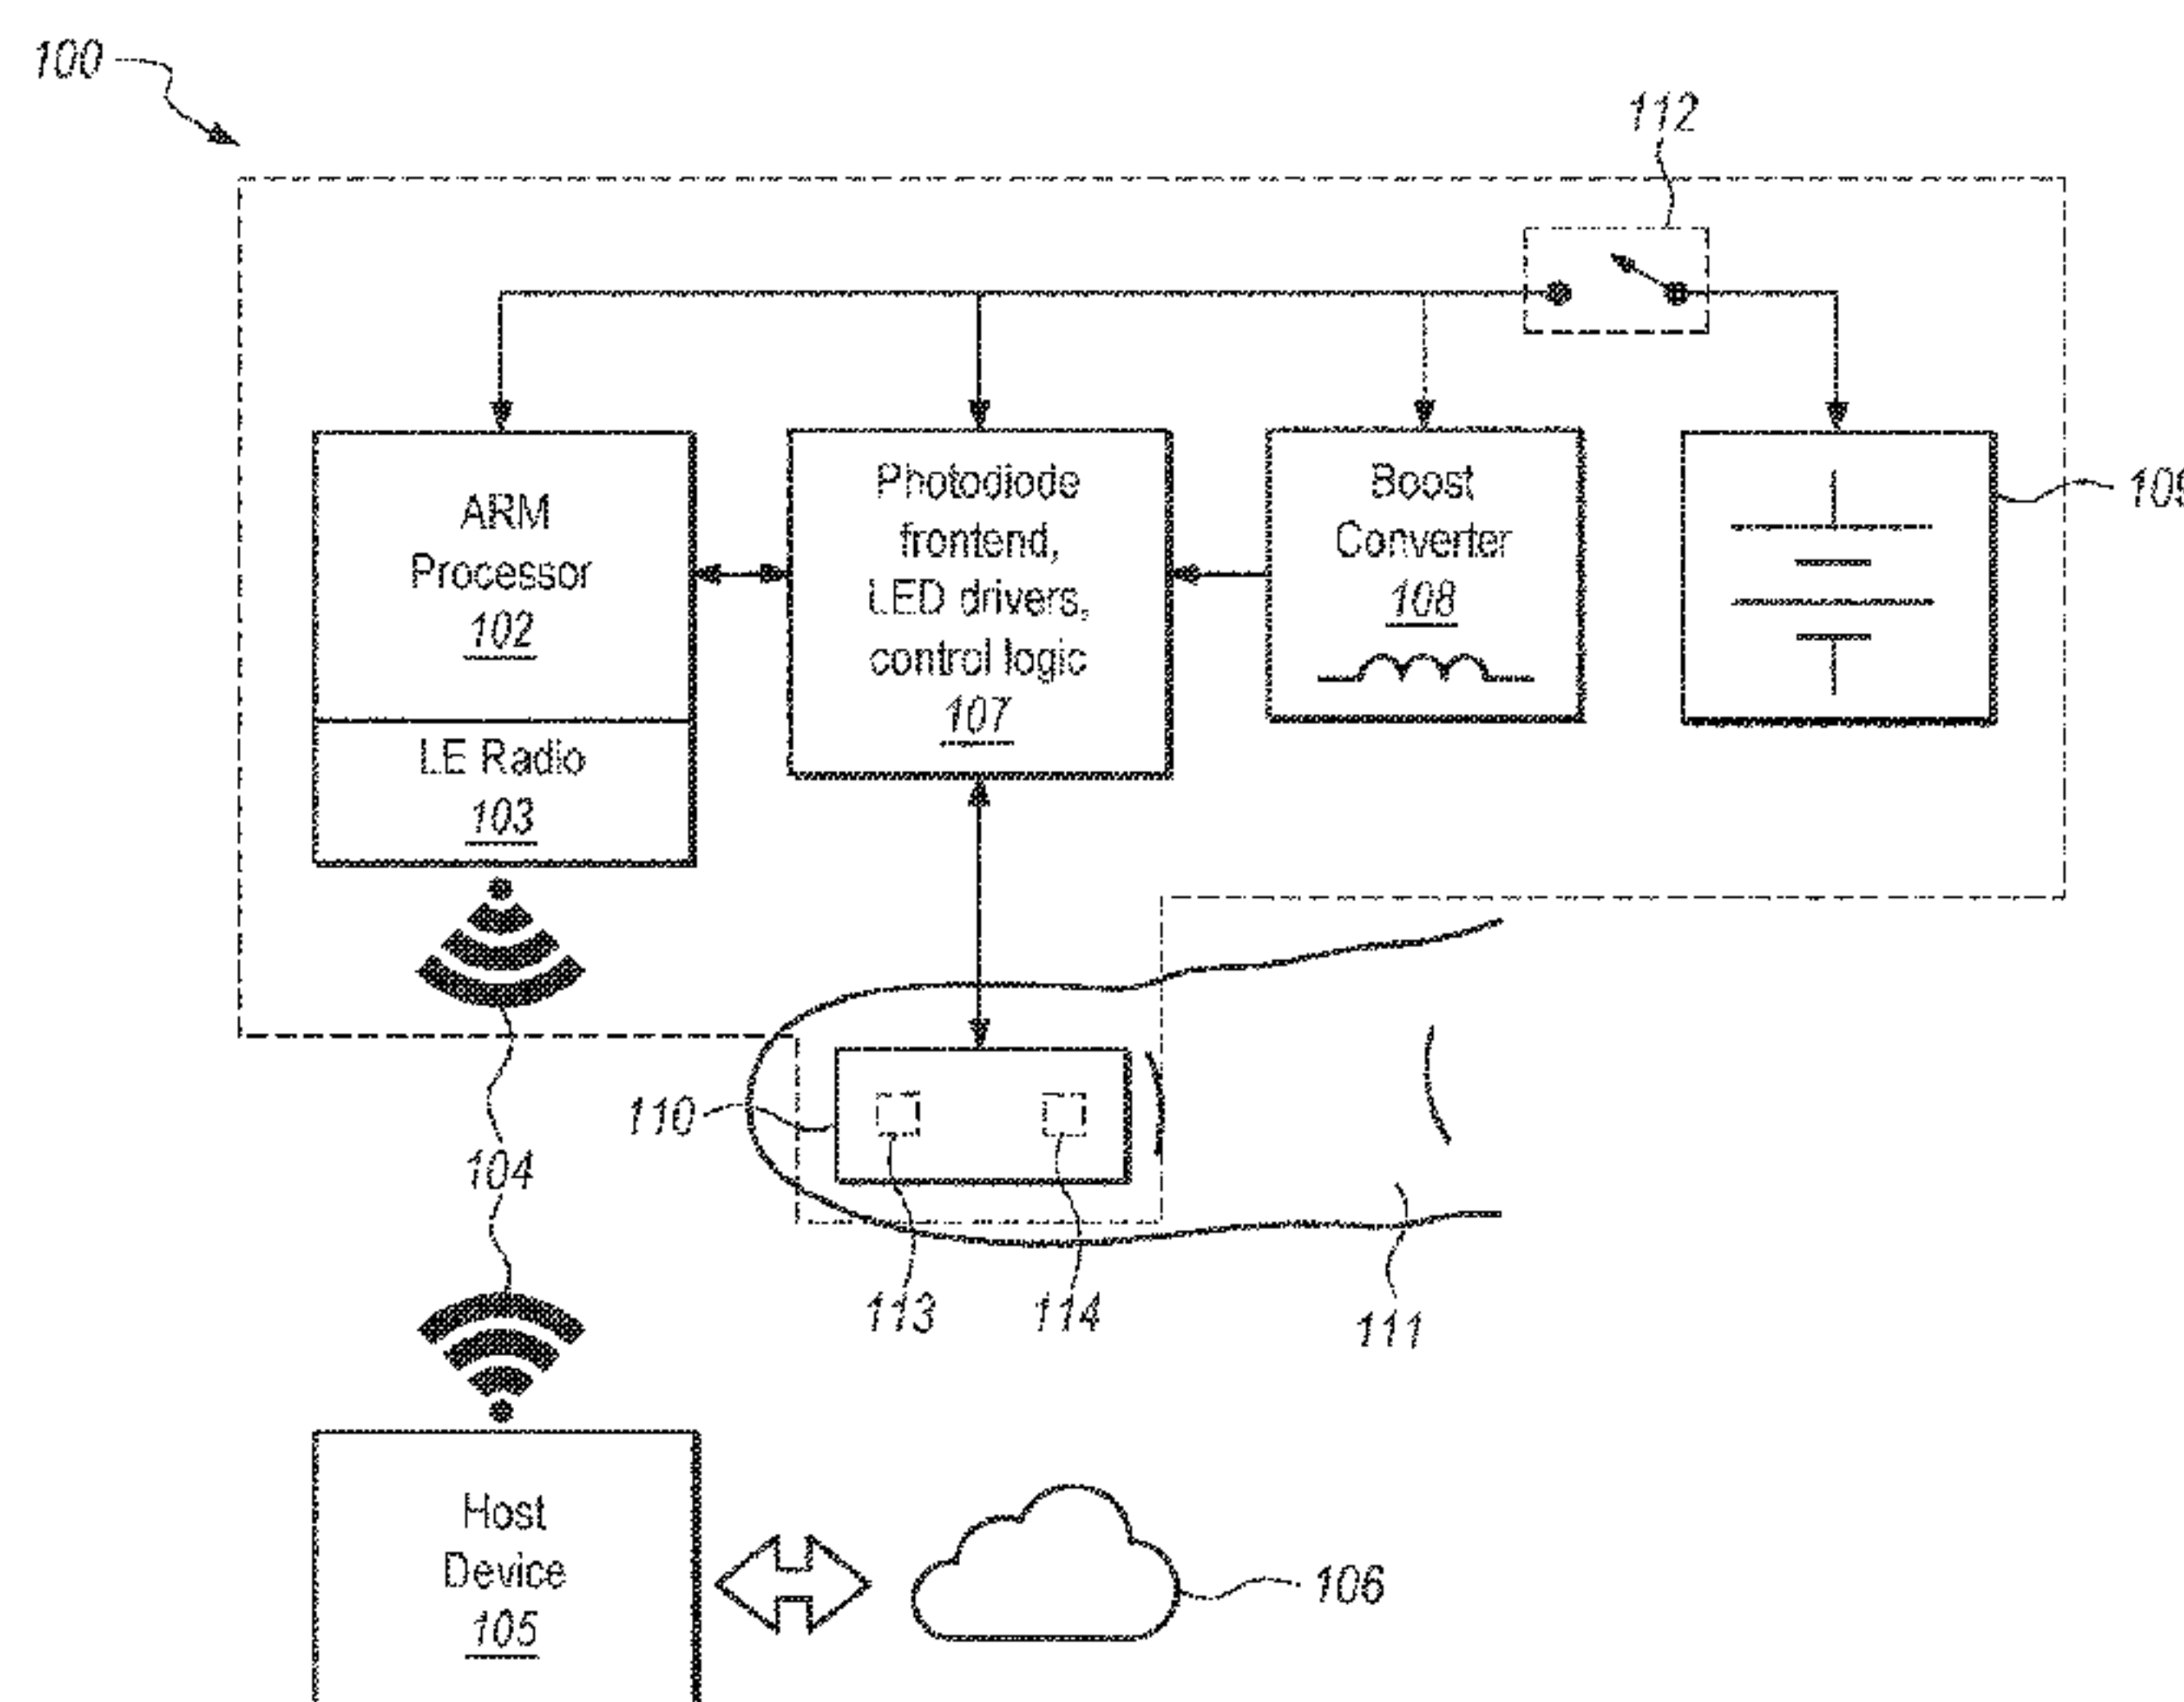 100
112
ARM
Processor
102
LE Radio
103
Photodiode
frontend,
LED drivers,
control logic
107
Boost
Converter
108
109
104
110
113
114
111
Host
Device
105
106